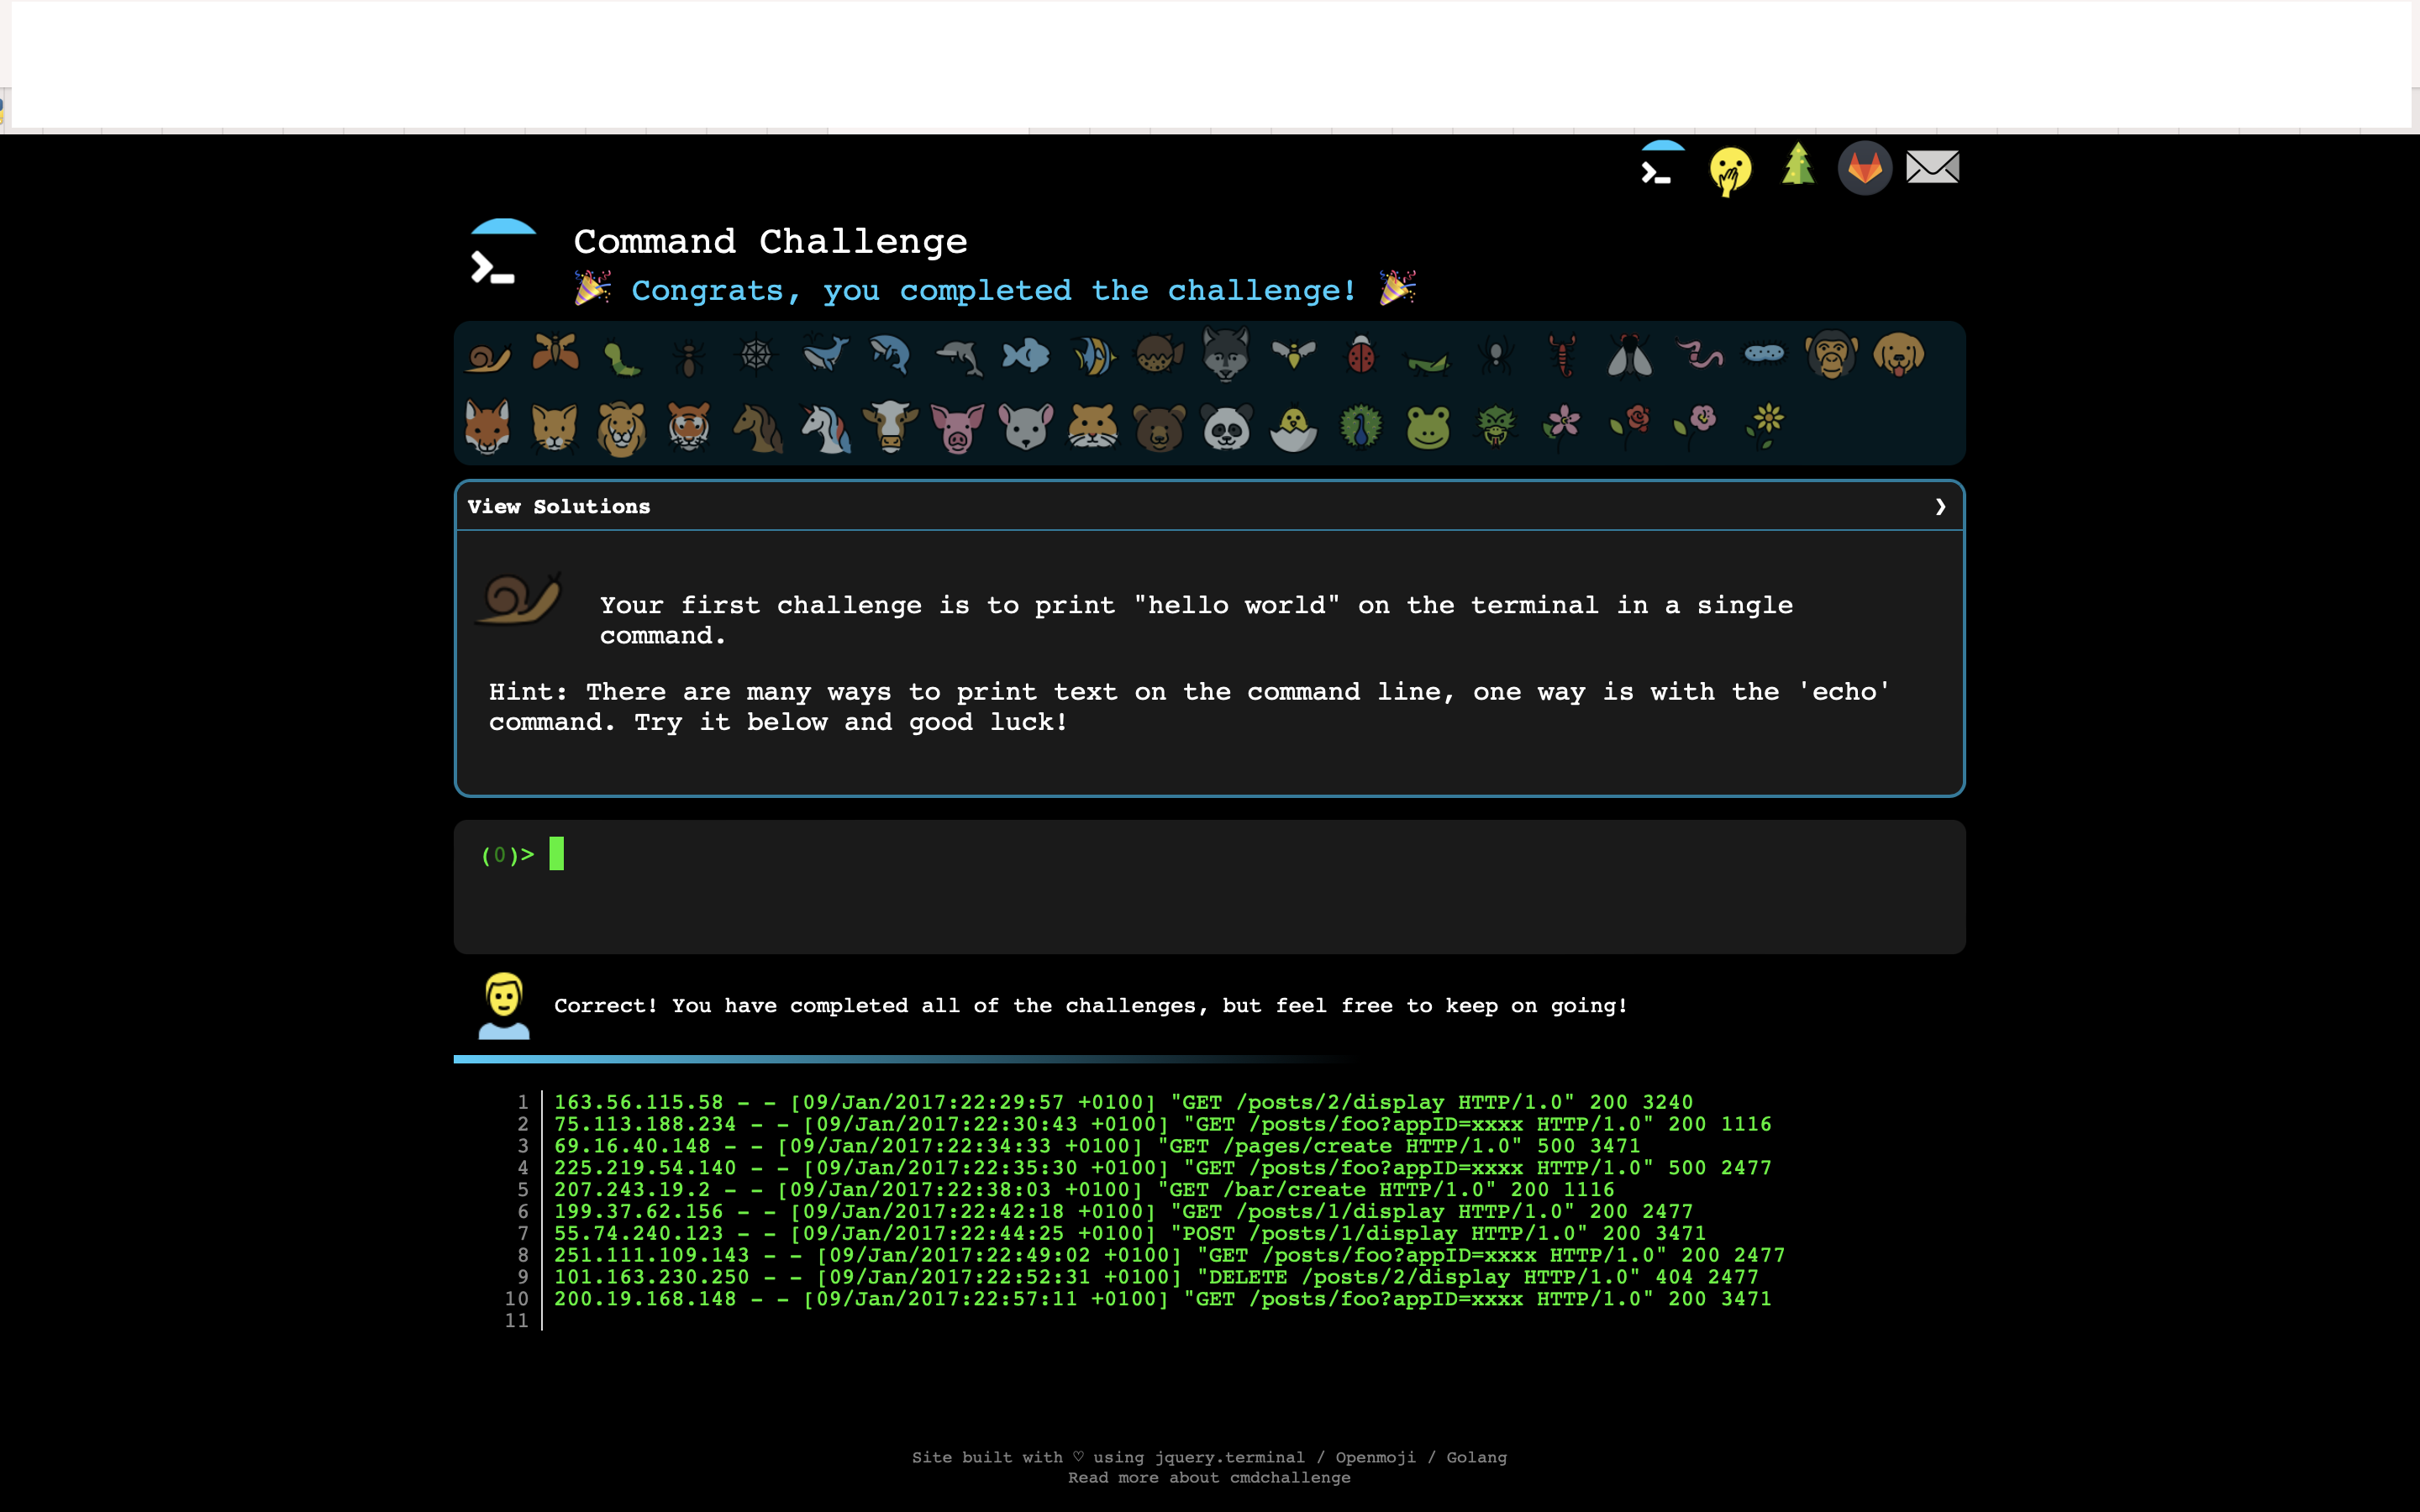 Command Challenge
🎉 Congrats, you completed the challenge! 🎉
View Solutions ❯
Your first challenge is to print "hello world" on the terminal in a single
command.
Hint: There are many ways to print text on the command line, one way is with the 'echo'
command. Try it below and good luck!
(0)>
Correct! You have completed all of the challenges, but feel free to keep on going!
1 163.56.115.58 - - [09/Jan/2017:22:29:57 +0100] "GET /posts/2/display HTTP/1.0" 200 3240
2 75.113.188.234 - - [09/Jan/2017:22:30:43 +0100] "GET /posts/foo?appID=xxxx HTTP/1.0" 200 1116
3 69.16.40.148 - - [09/Jan/2017:22:34:33 +0100] "GET /pages/create HTTP/1.0" 500 3471
4 225.219.54.140 - - [09/Jan/2017:22:35:30 +0100] "GET /posts/foo?appID=xxxx HTTP/1.0" 500 2477
5 207.243.19.2 - - [09/Jan/2017:22:38:03 +0100] "GET /bar/create HTTP/1.0" 200 1116
6 199.37.62.156 - - [09/Jan/2017:22:42:18 +0100] "GET /posts/1/display HTTP/1.0" 200 2477
7 55.74.240.123 - - [09/Jan/2017:22:44:25 +0100] "POST /posts/1/display HTTP/1.0" 200 3471
8 251.111.109.143 - - [09/Jan/2017:22:49:02 +0100] "GET /posts/foo?appID=xxxx HTTP/1.0" 200 2477
9 101.163.230.250 - - [09/Jan/2017:22:52:31 +0100] "DELETE /posts/2/display HTTP/1.0" 404 2477
10 200.19.168.148 - - [09/Jan/2017:22:57:11 +0100] "GET /posts/foo?appID=xxxx HTTP/1.0" 200 3471
11
Site built with ♡ using jquery.terminal / Openmoji / Golang
Read more about cmdchallenge